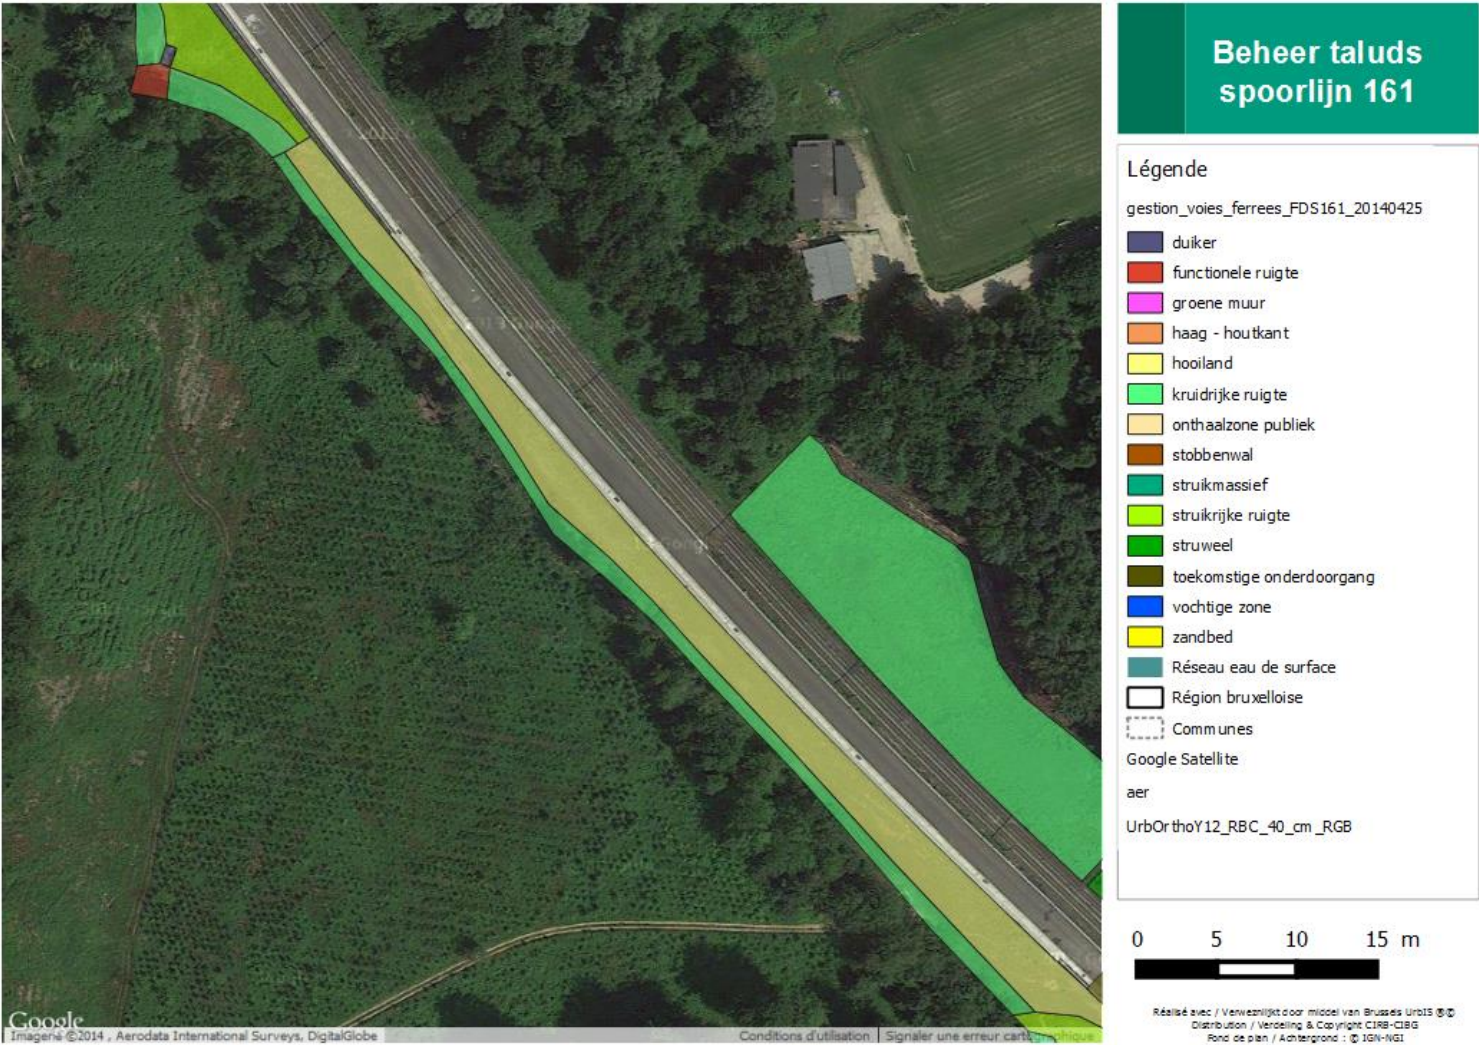 Beheer taluds
spoorlijn 161
Légende
gestion_voies_ferrees_FDS161_20140425
duiker
functionele ruigte
groene muur
haag - houtkant
hooiland
kruidrijke ruigte
onthaalzone publiek
stobbenwal
struikmassief
struikrijke ruigte
struweel
toekomstige onderdoorgang
vochtige zone
zandbed
Réseau eau de surface
Région bruxelloise
Communes
Google Satellite
aer
UrbOrthoY12_RBC_40_cm_RGB
0 5 10 15 m
Réalisé avec / Verwezenlijkt door middel van Brussels UrbIS ®©
Distribution / Verdeling & Copyright CIRB-CIBG
Fond de plan / Achtergrond : © IGN-NGI
Google
Imagerie ©2014 , Aerodata International Surveys, DigitalGlobe
Conditions d'utilisation
Signaler une erreur cartographique